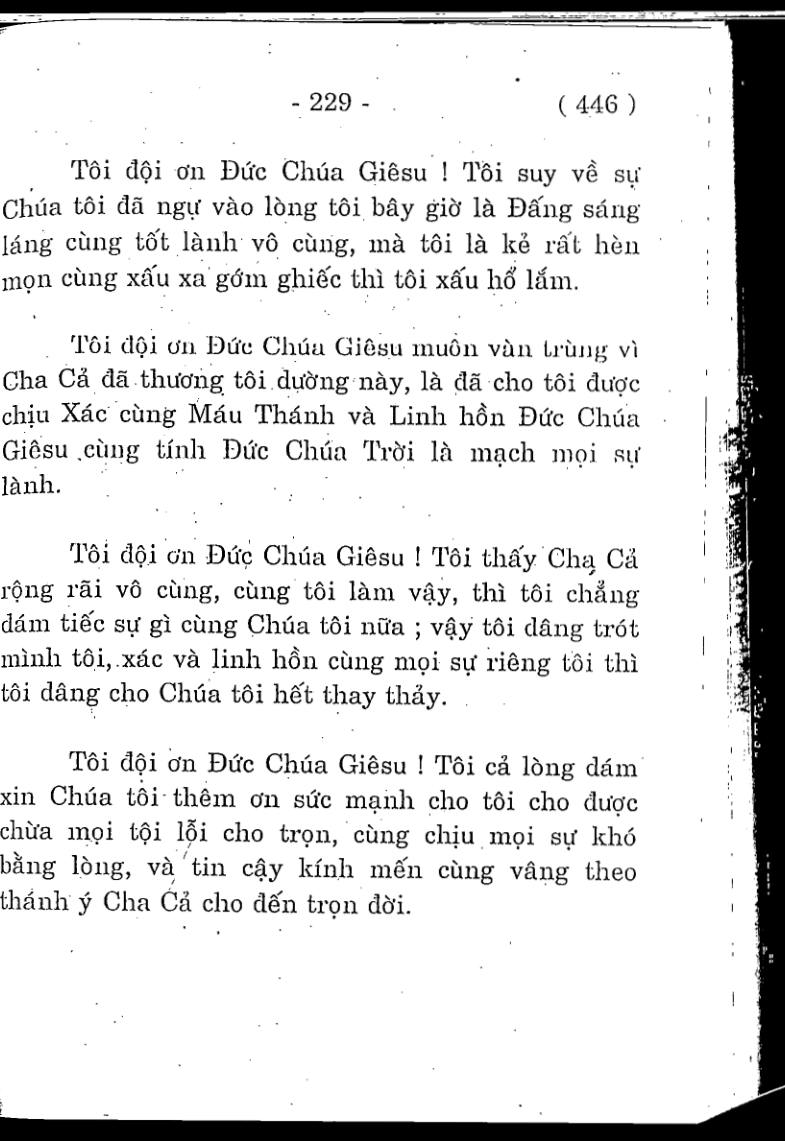 - 229 - ( 446 )
Tôi đội ơn Đức Chúa Giêsu ! Tôi suy về sự
Chúa tôi đã ngự vào lòng tôi bây giờ là Đấng sáng
láng cùng tốt lành vô cùng, mà tôi là kẻ rất hèn
mọn cùng xấu xa gớm ghiếc thì tôi xấu hổ lắm.
Tôi đội ơn Đức Chúa Giêsu muôn vàn trùng vì
Cha Cả đã thương tôi dường này, là đã cho tôi được
chịu Xác cùng Máu Thánh và Linh hồn Đức Chúa
Giêsu cùng tính Đức Chúa Trời là mạch mọi sự
lành.
Tôi đội ơn Đức Chúa Giêsu ! Tôi thấy Cha Cả
rộng rãi vô cùng, cùng tôi làm vậy, thì tôi chẳng
dám tiếc sự gì cùng Chúa tôi nữa ; vậy tôi dâng trót
mình tôi, xác và linh hồn cùng mọi sự riêng tôi thì
tôi dâng cho Chúa tôi hết thay thảy.
Tôi đội ơn Đức Chúa Giêsu ! Tôi cả lòng dám
xin Chúa tôi thêm ơn sức mạnh cho tôi cho được
chừa mọi tội lỗi cho trọn, cùng chịu mọi sự khó
bằng lòng, và tin cậy kính mến cùng vâng theo
thánh ý Cha Cả cho đến trọn đời.